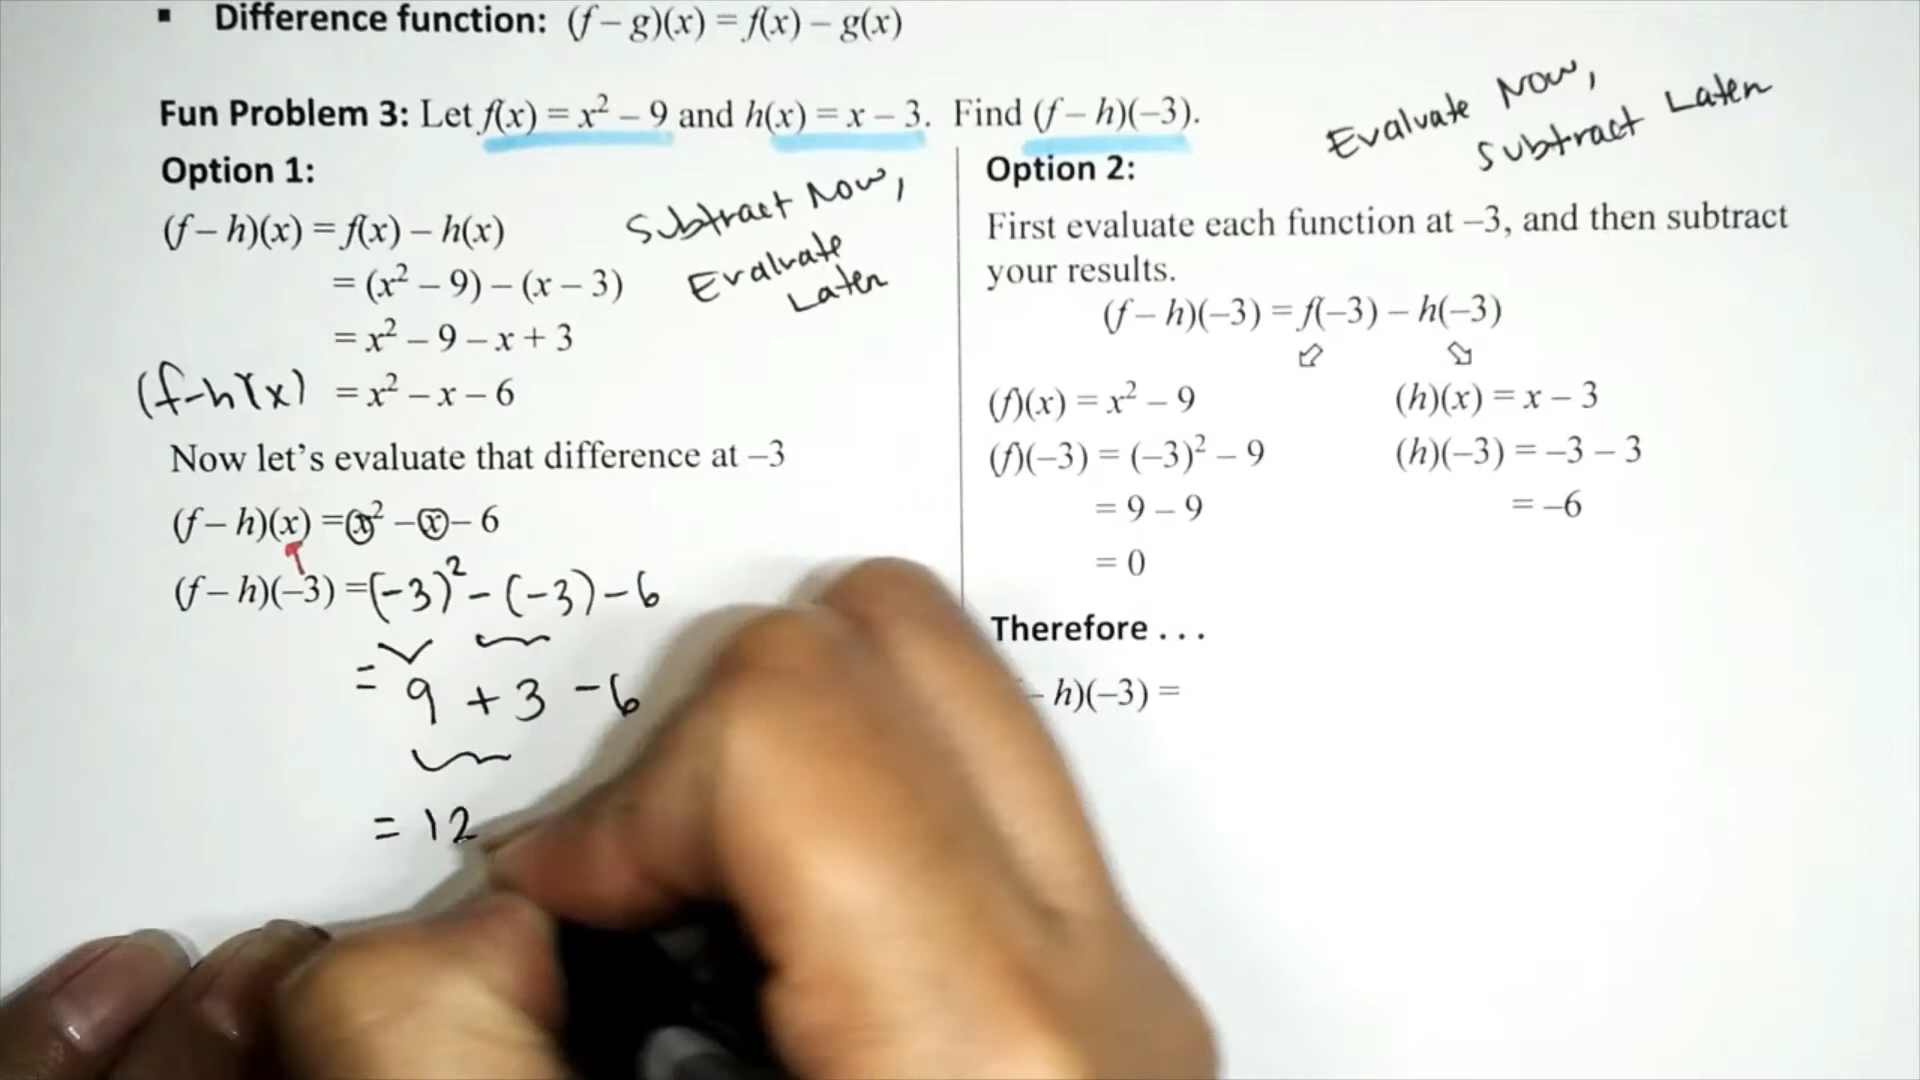 ▪ Difference function: (f – g)(x) = f(x) – g(x)
Fun Problem 3: Let f(x) = x² – 9 and h(x) = x – 3. Find (f – h)(–3).
Option 1:
(f – h)(x) = f(x) – h(x)
= (x² – 9) – (x – 3)
= x² – 9 – x + 3
(f-h)(x) = x² – x – 6
Subtract Now,
Evaluate
Later
Now let's evaluate that difference at –3
(f – h)(x) = x² – x – 6
(f – h)(–3) = (-3)² - (-3) - 6
= 9 + 3 - 6
= 12
Option 2:
Evaluate Now,
Subtract Later
First evaluate each function at –3, and then subtract
your results.
(f – h)(–3) = f(–3) – h(–3)
(f)(x) = x² – 9
(f)(–3) = (–3)² – 9
= 9 – 9
= 0
(h)(x) = x – 3
(h)(–3) = –3 – 3
= –6
Therefore . . .
– h)(–3) =